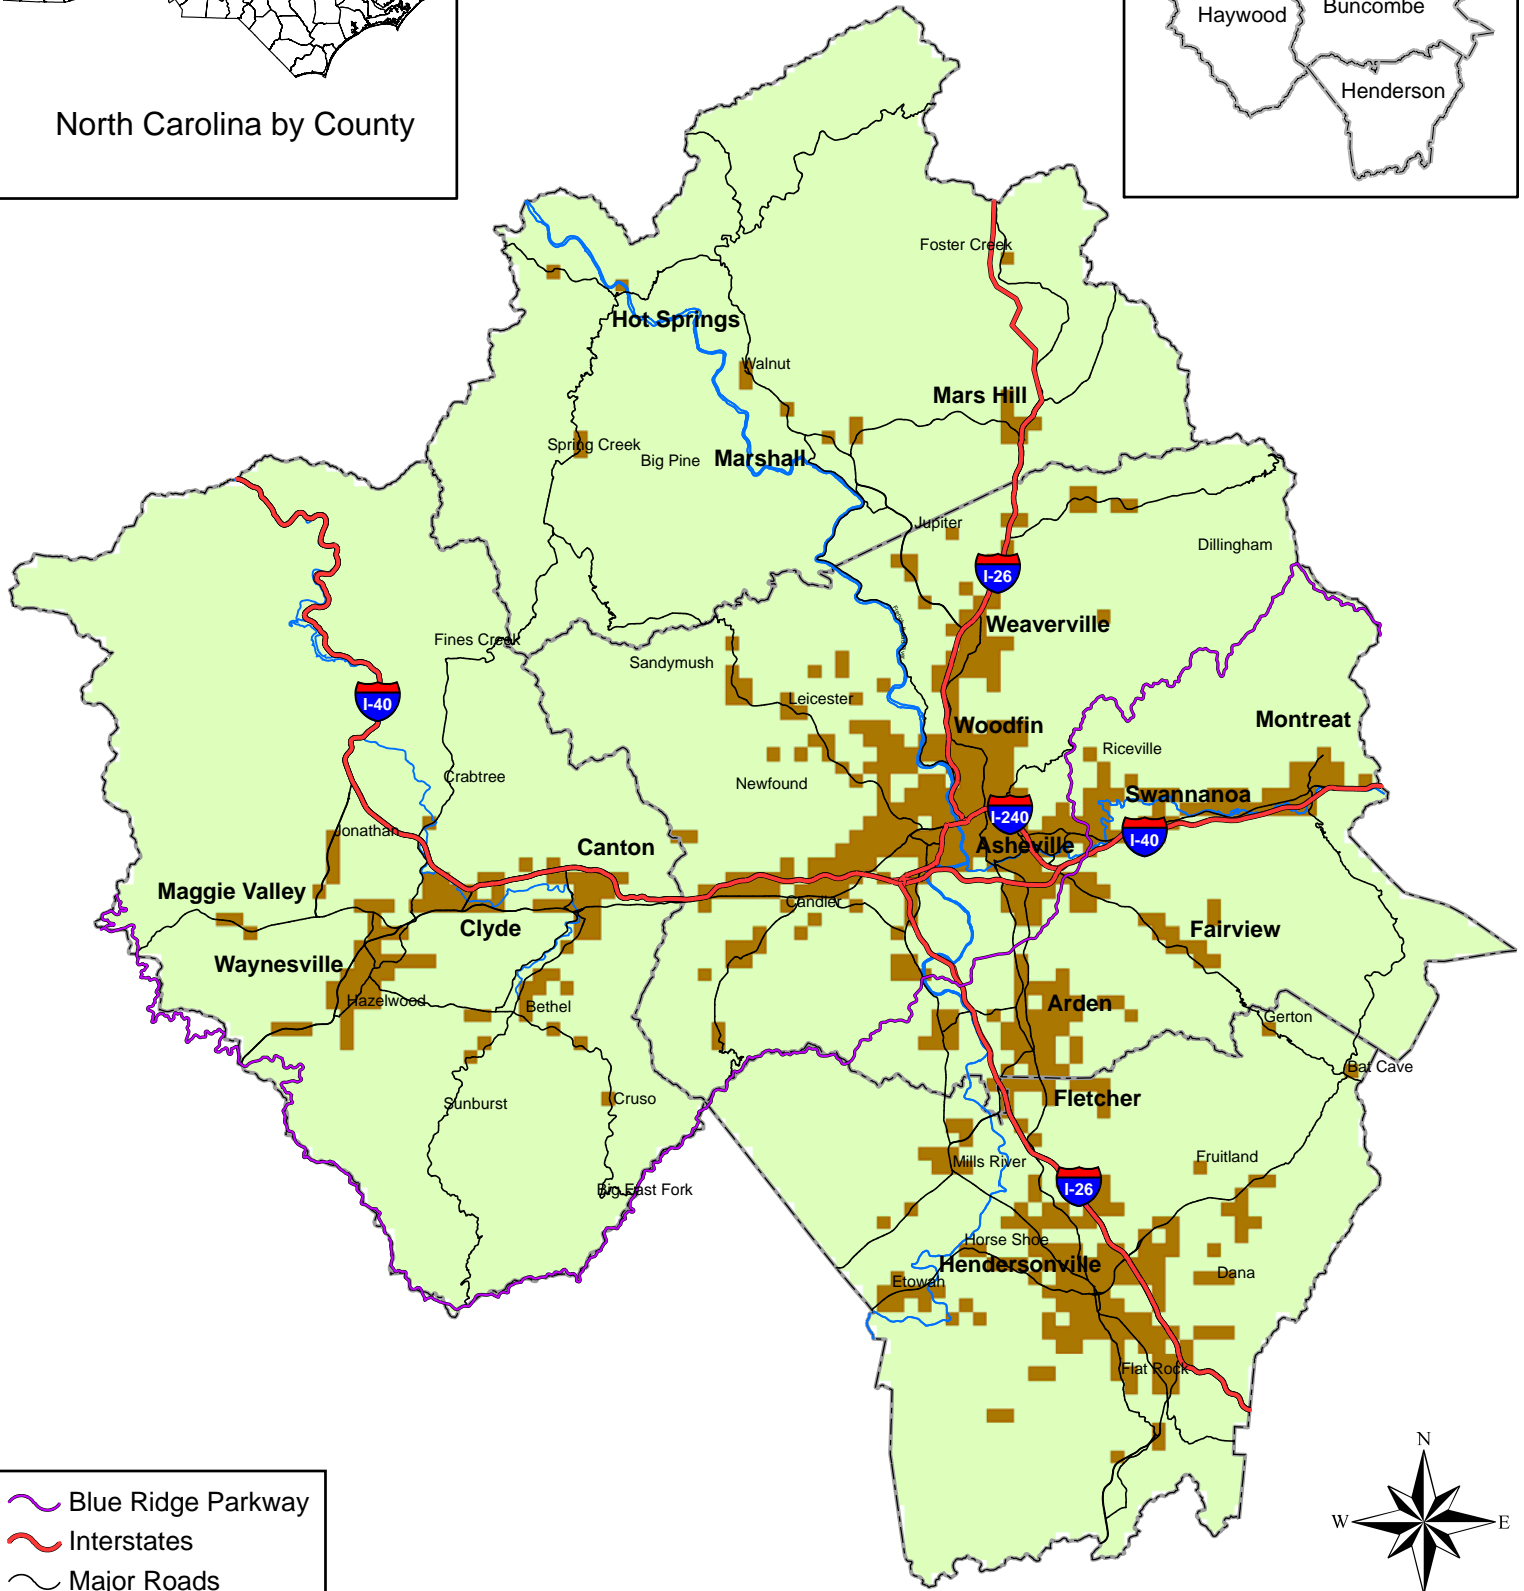 Haywood
Buncombe
Henderson
North Carolina by County
Foster Creek
Hot Springs
Walnut
Mars Hill
Spring Creek
Big Pine
Marshall
Jupiter
Dillingham
I-26
Weaverville
Fines Creek
Sandymush
I-40
Leicester
Woodfin
Montreat
Riceville
Crabtree
Newfound
Swannanoa
I-240
Jonathan
I-40
Asheville
Canton
Maggie Valley
Candler
Clyde
Fairview
Waynesville
Hazelwood
Bethel
Arden
Gerton
Bat Cave
Sunburst
Cruso
Fletcher
Mills River
Fruitland
Big East Fork
I-26
Horse Shoe
Hendersonville
Etowah
Dana
Flat Rock
N
W
E
Blue Ridge Parkway
Interstates
Major Roads